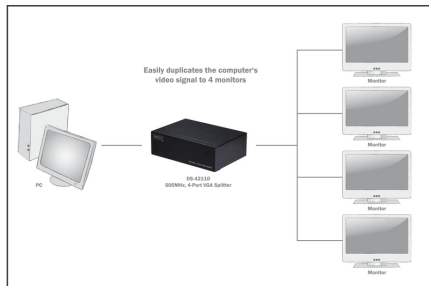 Easily duplicates the computer's
video signal to 4 monitors
PC
DS-42110
500MHz, 4-Port VGA Splitter
Monitor
Monitor
Monitor
Monitor